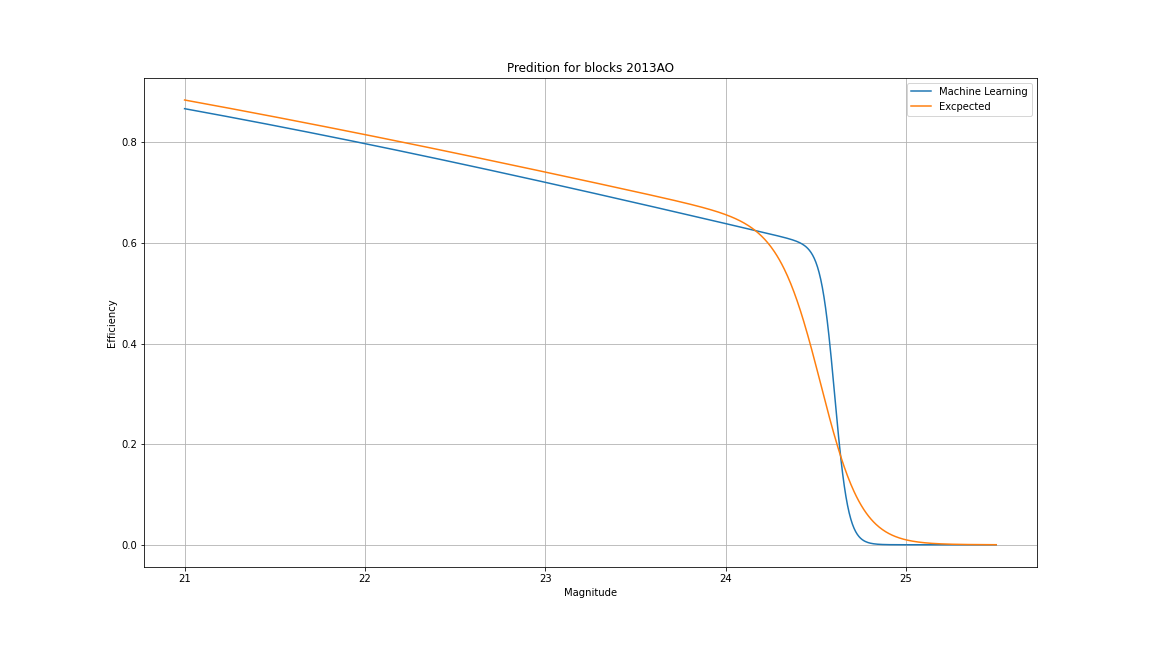 Predition for blocks 2013AO
Machine Learning
Excpected
0.8
0.6
0.4
0.2
0.0
Efficiency
21 22 23 24 25
Magnitude